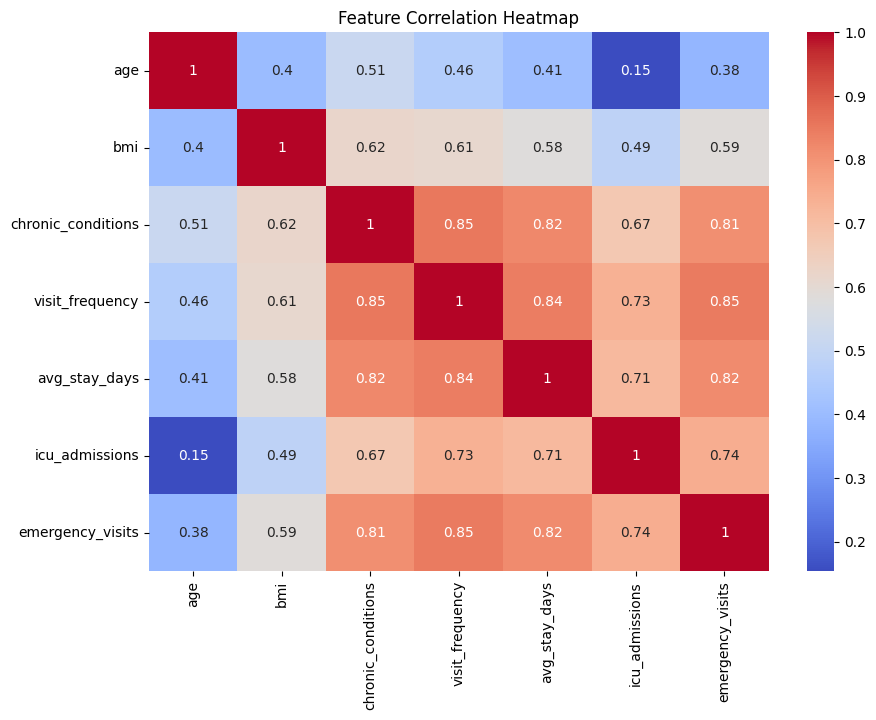 Feature Correlation Heatmap
age 1 0.4 0.51 0.46 0.41 0.15 0.38
bmi 0.4 1 0.62 0.61 0.58 0.49 0.59
chronic_conditions 0.51 0.62 1 0.85 0.82 0.67 0.81
visit_frequency 0.46 0.61 0.85 1 0.84 0.73 0.85
avg_stay_days 0.41 0.58 0.82 0.84 1 0.71 0.82
icu_admissions 0.15 0.49 0.67 0.73 0.71 1 0.74
emergency_visits 0.38 0.59 0.81 0.85 0.82 0.74 1
age
bmi
chronic_conditions
visit_frequency
avg_stay_days
icu_admissions
emergency_visits
1.0
0.9
0.8
0.7
0.6
0.5
0.4
0.3
0.2